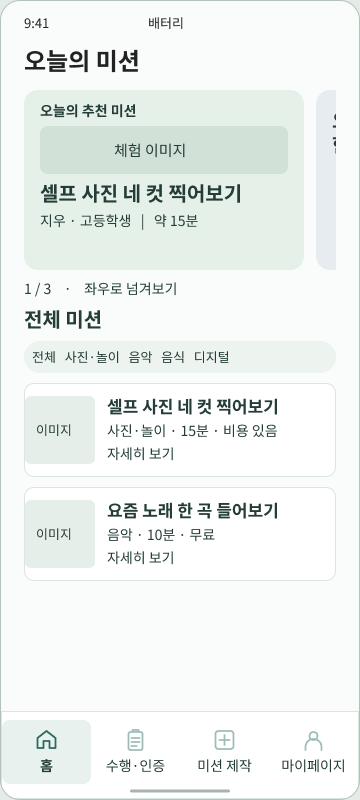 9:41 배터리
오늘의 미션
오늘의 추천 미션
체험 이미지
셀프 사진 네 컷 찍어보기
지우 · 고등학생 | 약 15분
1 / 3 · 좌우로 넘겨보기
전체 미션
전체 사진·놀이 음악 음식 디지털
이미지
셀프 사진 네 컷 찍어보기
사진·놀이 · 15분 · 비용 있음
자세히 보기
이미지
요즘 노래 한 곡 들어보기
음악 · 10분 · 무료
자세히 보기
홈 수행·인증 미션 제작 마이페이지